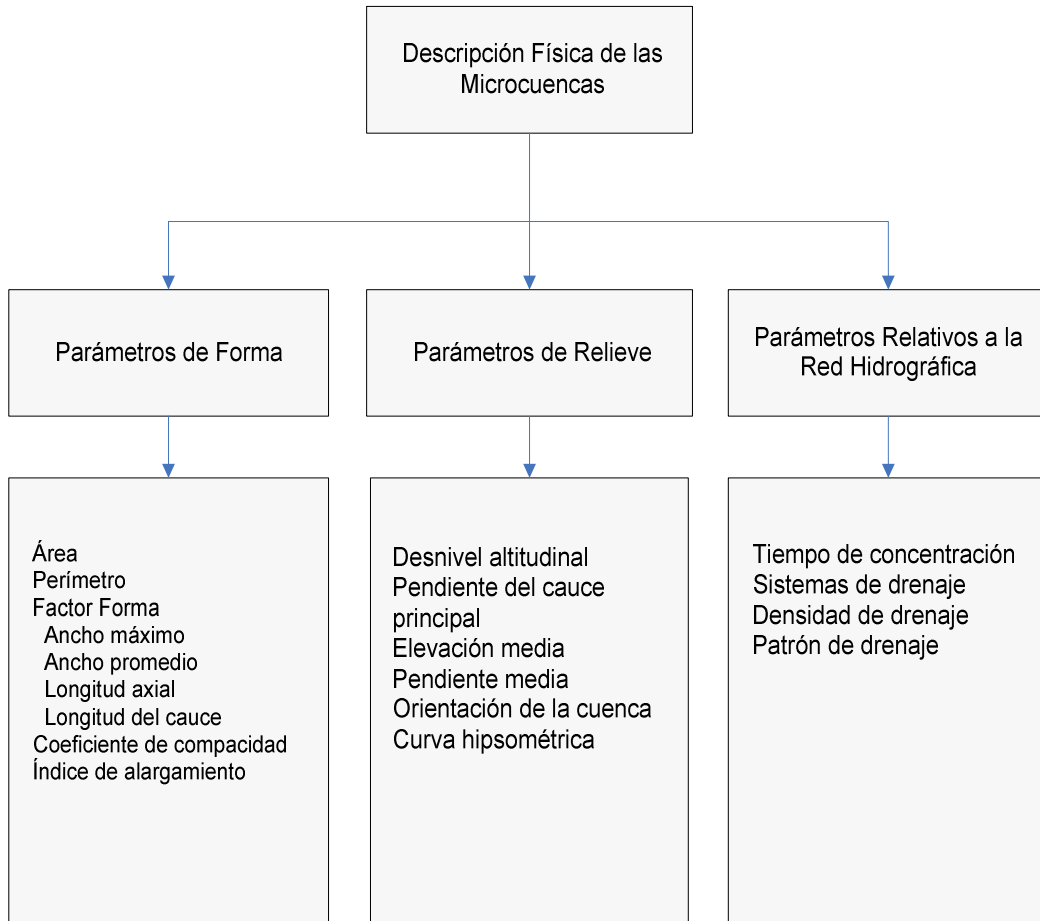 Descripción Física de las
Microcuencas
Parámetros de Forma
Parámetros de Relieve
Parámetros Relativos a la
Red Hidrográfica
Área
Perímetro
Factor Forma
Ancho máximo
Ancho promedio
Longitud axial
Longitud del cauce
Coeficiente de compacidad
Índice de alargamiento
Desnivel altitudinal
Pendiente del cauce
principal
Elevación media
Pendiente media
Orientación de la cuenca
Curva hipsométrica
Tiempo de concentración
Sistemas de drenaje
Densidad de drenaje
Patrón de drenaje